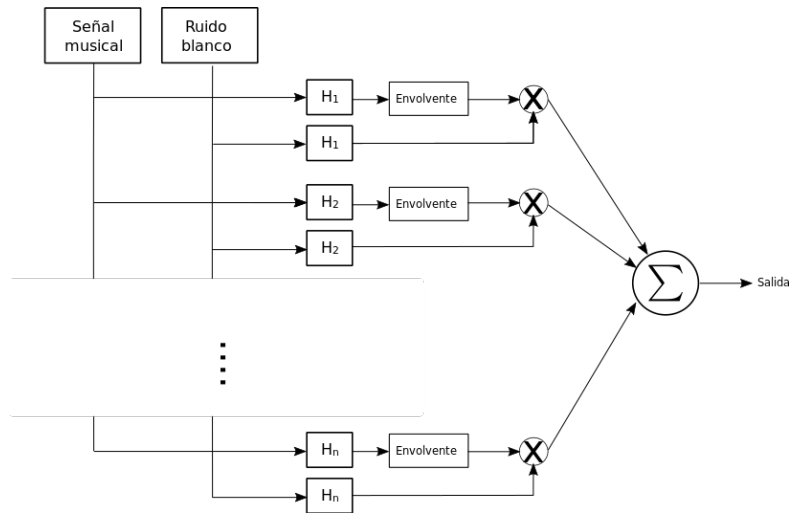 Señal
musical
Ruido
blanco
H1
Envolvente
X
H1
H2
Envolvente
X
H2
Σ
Salida
Hn
Envolvente
X
Hn